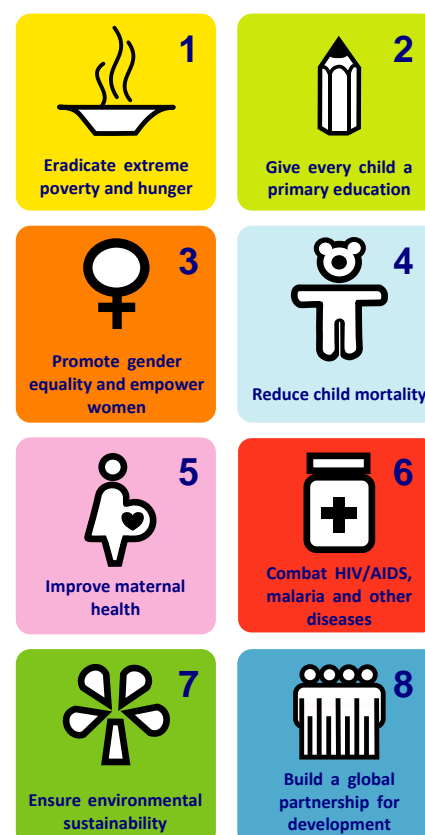 1
Eradicate extreme
poverty and hunger
2
Give every child a
primary education
3
Promote gender
equality and empower
women
4
Reduce child mortality
5
Improve maternal
health
6
Combat HIV/AIDS,
malaria and other
diseases
7
Ensure environmental
sustainability
8
Build a global
partnership for
development